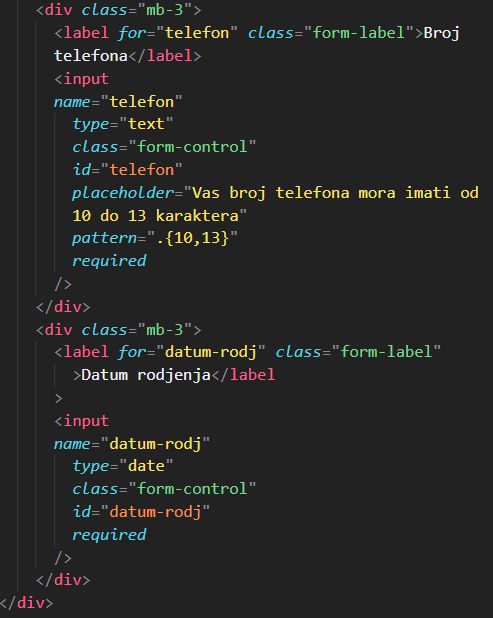 <div class="mb-3">
<label for="telefon" class="form-label">Broj
telefona</label>
<input
name="telefon"
type="text"
class="form-control"
id="telefon"
placeholder="Vas broj telefona mora imati od
10 do 13 karaktera"
pattern=".{10,13}"
required
/>
</div>
<div class="mb-3">
<label for="datum-rodj" class="form-label"
>Datum rodjenja</label
>
<input
name="datum-rodj"
type="date"
class="form-control"
id="datum-rodj"
required
/>
</div>
</div>